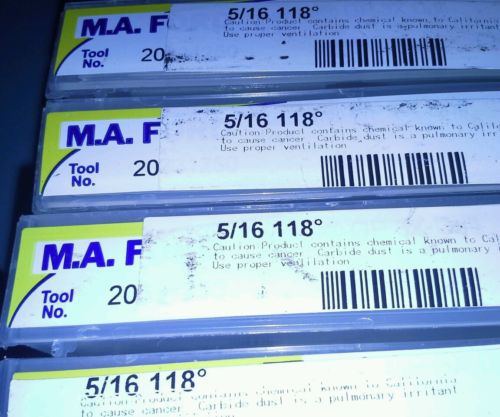 M.A. F
Tool
No.
20
5/16 118°
Caution:Product contains chemical known to California
to cause cancer Carbide dust is a pulmonary irritant
Use proper ventilation
M.A. F
Tool
No.
20
5/16 118°
Caution:Product contains chemical known to Calif
to cause cancer Carbide dust is a pulmonary irr
Use proper ventilation
M.A. F
Tool
No.
20
5/16 118°
Caution:Product contains chemical known to Cal
to cause cancer Carbide dust is a pulmonary
Use proper ventilation
5/16 118°
Caution:Product contains chemical known to California
to cause cancer Carbide dust is a pulmonary irritant